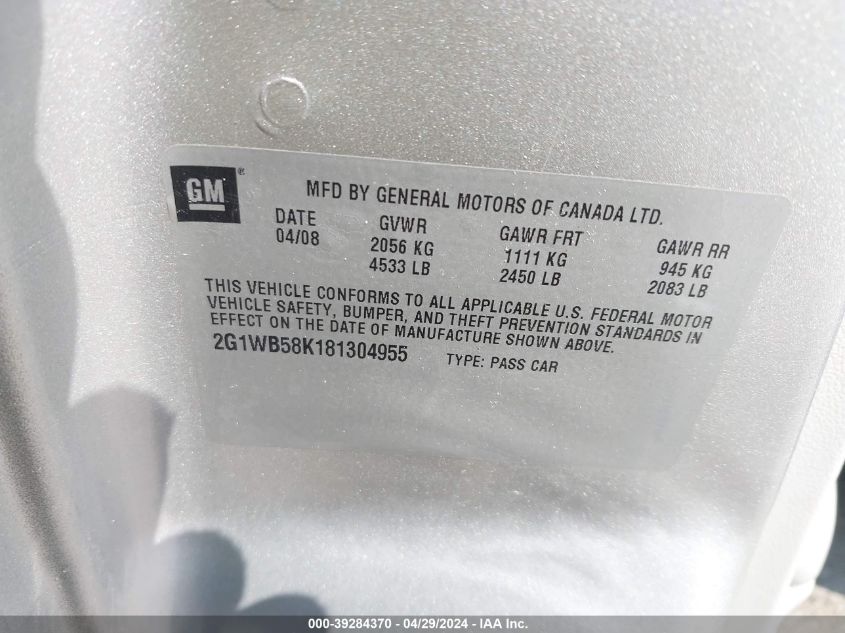 GM®
MFD BY GENERAL MOTORS OF CANADA LTD.
DATE GVWR GAWR FRT GAWR RR
04/08 2056 KG 1111 KG 945 KG
4533 LB 2450 LB 2083 LB
THIS VEHICLE CONFORMS TO ALL APPLICABLE U.S. FEDERAL MOTOR
VEHICLE SAFETY, BUMPER, AND THEFT PREVENTION STANDARDS IN
EFFECT ON THE DATE OF MANUFACTURE SHOWN ABOVE.
2G1WB58K181304955 TYPE: PASS CAR
000-39284370 - 04/29/2024 - IAA Inc.